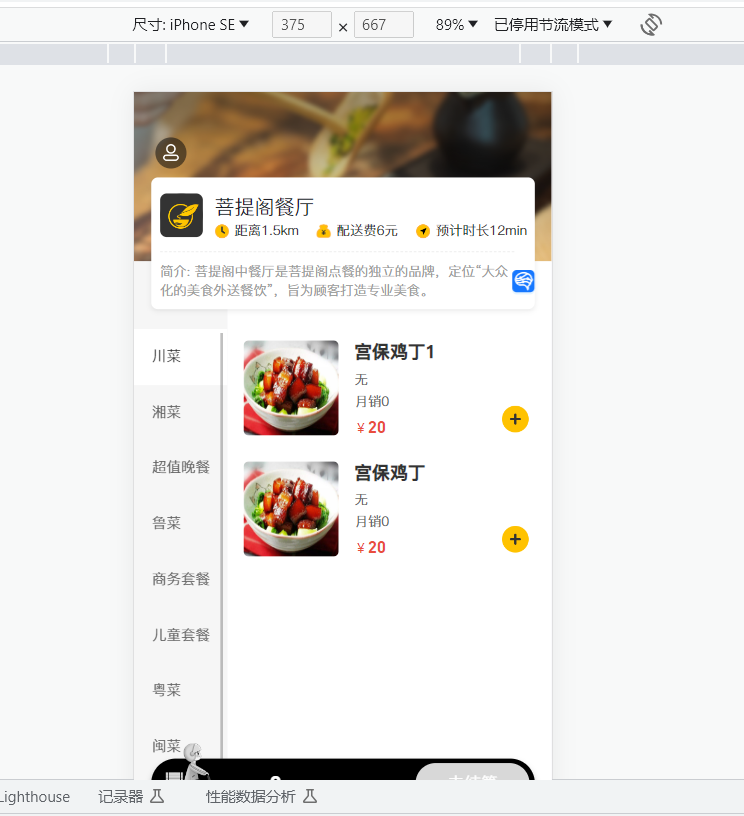 尺寸: iPhone SE 375 × 667 89% 已停用节流模式
菩提阁餐厅
距离1.5km 配送费6元 预计时长12min
简介: 菩提阁中餐厅是菩提阁点餐的独立的品牌，定位“大众
化的美食外送餐饮”，旨为顾客打造专业美食。
川菜
湘菜
超值晚餐
鲁菜
商务套餐
儿童套餐
粤菜
闽菜
宫保鸡丁1
无
月销0
￥20
宫保鸡丁
无
月销0
￥20
Lighthouse 记录器 性能数据分析